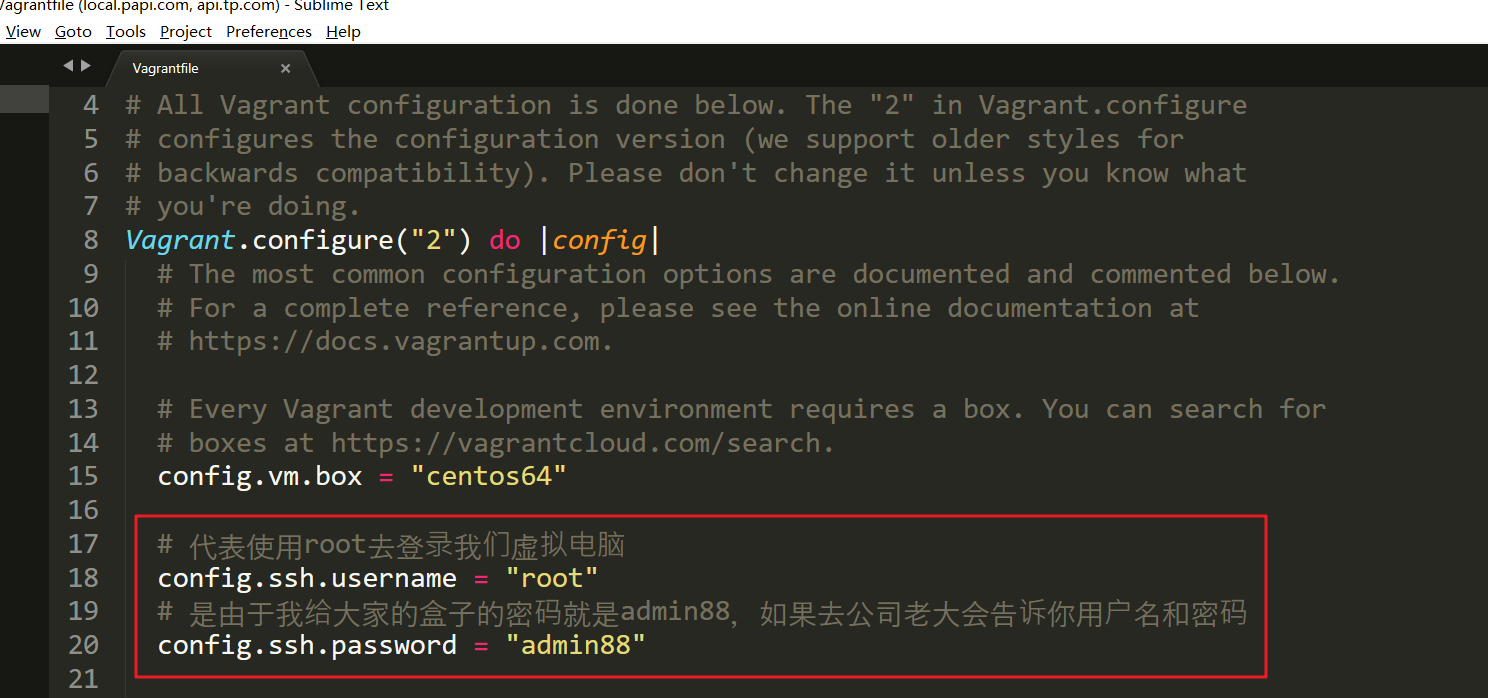 /agrantfile (local.papi.com, api.tp.com) - Sublime Text
View Goto Tools Project Preferences Help
Vagrantfile ×
4 # All Vagrant configuration is done below. The "2" in Vagrant.configure
5 # configures the configuration version (we support older styles for
6 # backwards compatibility). Please don't change it unless you know what
7 # you're doing.
8 Vagrant.configure("2") do |config|
9 # The most common configuration options are documented and commented below.
10 # For a complete reference, please see the online documentation at
11 # https://docs.vagrantup.com.
12
13 # Every Vagrant development environment requires a box. You can search for
14 # boxes at https://vagrantcloud.com/search.
15 config.vm.box = "centos64"
16
17 # 代表使用root去登录我们虚拟电脑
18 config.ssh.username = "root"
19 # 是由于我给大家的盒子的密码就是admin88，如果去公司老大会告诉你用户名和密码
20 config.ssh.password = "admin88"
21